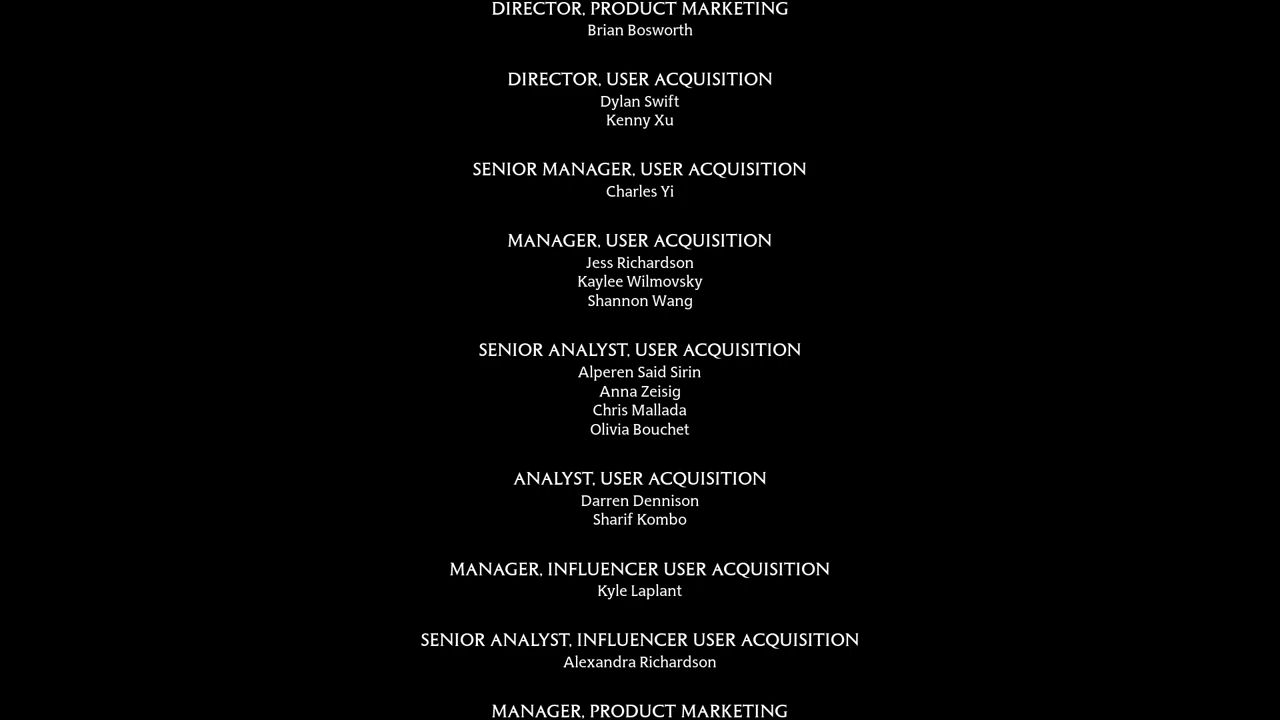 DIRECTOR, PRODUCT MARKETING
Brian Bosworth
DIRECTOR, USER ACQUISITION
Dylan Swift
Kenny Xu
SENIOR MANAGER, USER ACQUISITION
Charles Yi
MANAGER, USER ACQUISITION
Jess Richardson
Kaylee Wilmovsky
Shannon Wang
SENIOR ANALYST, USER ACQUISITION
Alperen Said Sirin
Anna Zeisig
Chris Mallada
Olivia Bouchet
ANALYST, USER ACQUISITION
Darren Dennison
Sharif Kombo
MANAGER, INFLUENCER USER ACQUISITION
Kyle Laplant
SENIOR ANALYST, INFLUENCER USER ACQUISITION
Alexandra Richardson
MANAGER, PRODUCT MARKETING